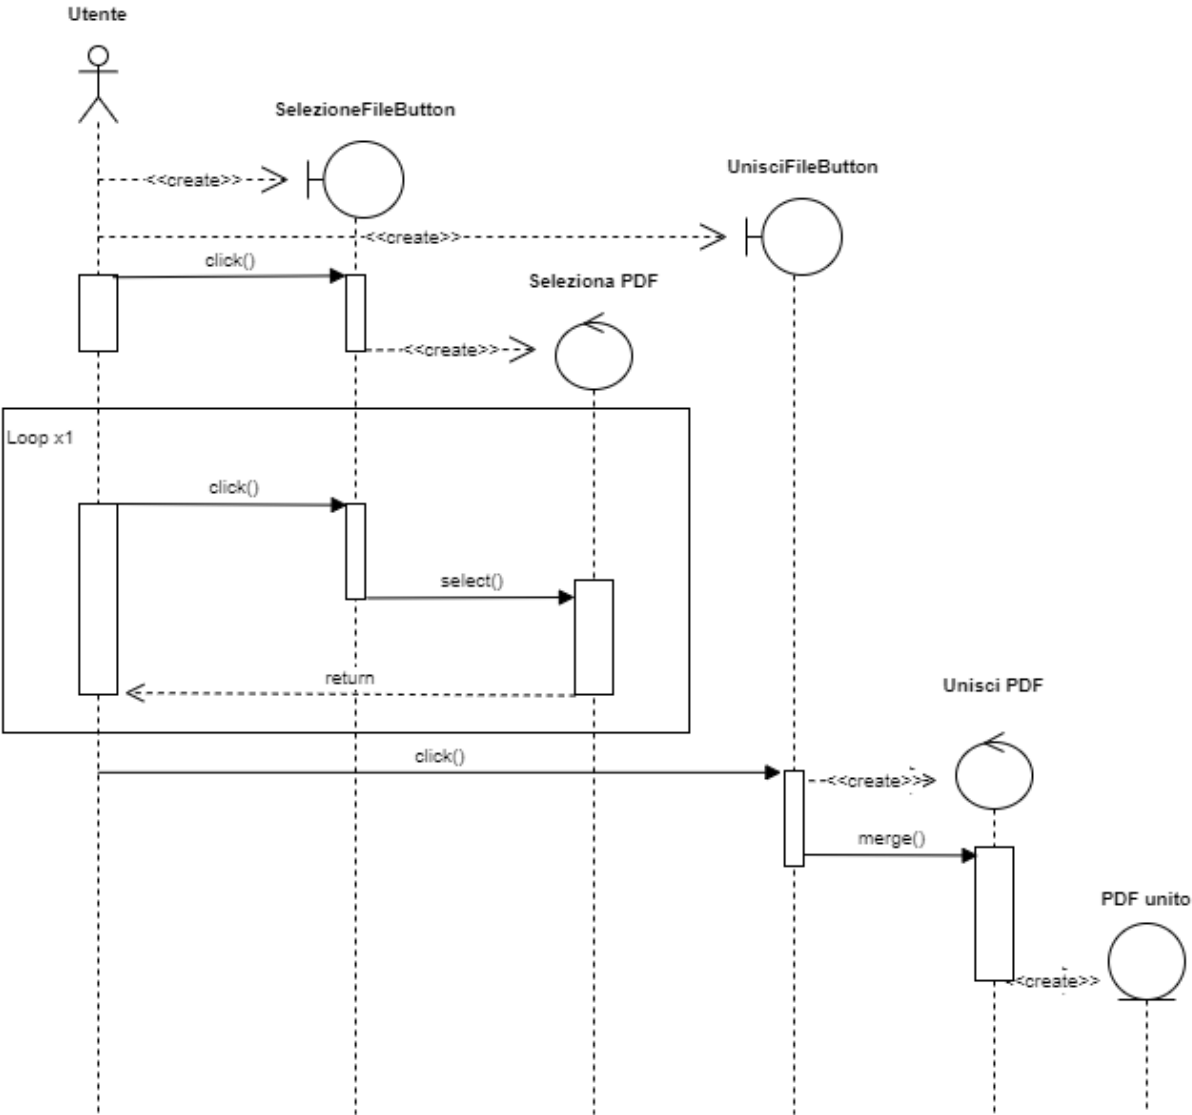 Utente
SelezioneFileButton
<<create>>
UnisciFileButton
<<create>>
click()
Seleziona PDF
<<create>>
Loop x1
click()
select()
return
Unisci PDF
click()
<<create>>
merge()
PDF unito
<<create>>